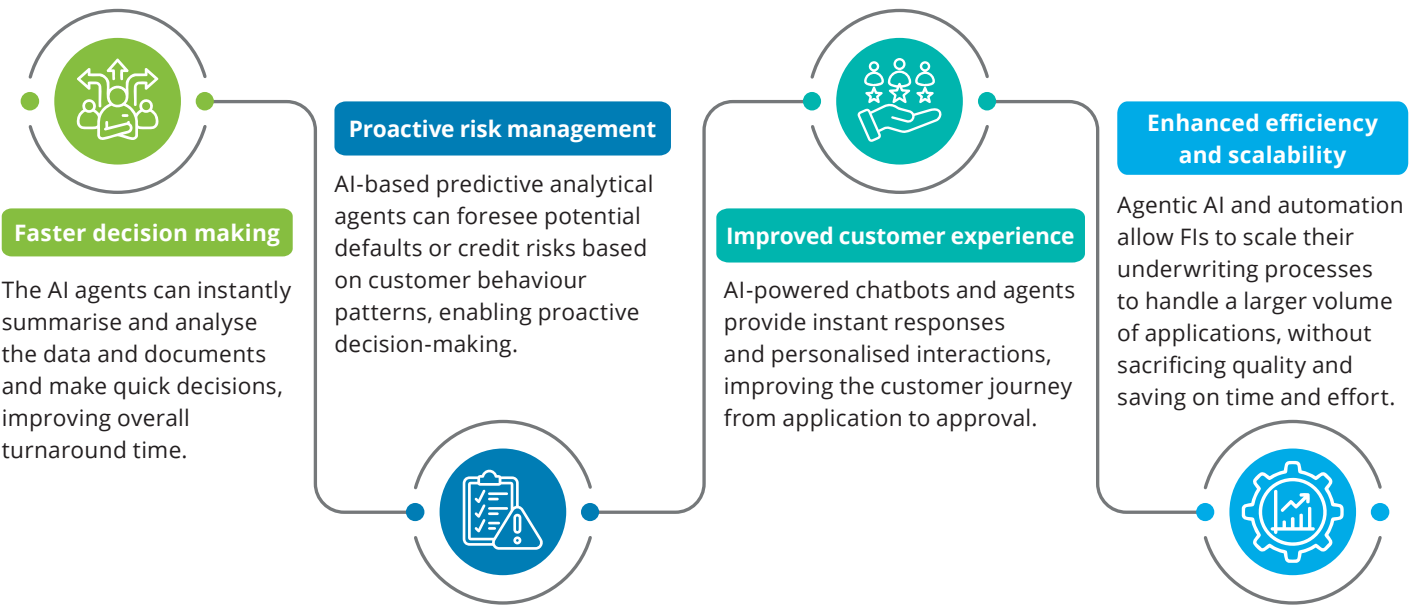 Faster decision making
The AI agents can instantly
summarise and analyse
the data and documents
and make quick decisions,
improving overall
turnaround time.
Proactive risk management
AI-based predictive analytical
agents can foresee potential
defaults or credit risks based
on customer behaviour
patterns, enabling proactive
decision-making.
Improved customer experience
AI-powered chatbots and agents
provide instant responses
and personalised interactions,
improving the customer journey
from application to approval.
Enhanced efficiency
and scalability
Agentic AI and automation
allow FIs to scale their
underwriting processes
to handle a larger volume
of applications, without
sacrificing quality and
saving on time and effort.